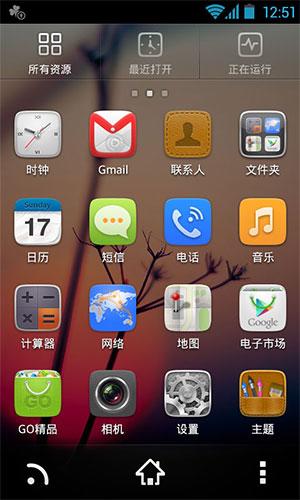 12:51
所有资源
最近打开
正在运行
时钟
Gmail
联系人
文件夹
Sunday
17
日历
短信
电话
音乐
计算器
网络
地图
Google
电子市场
GO
GO精品
相机
设置
主题